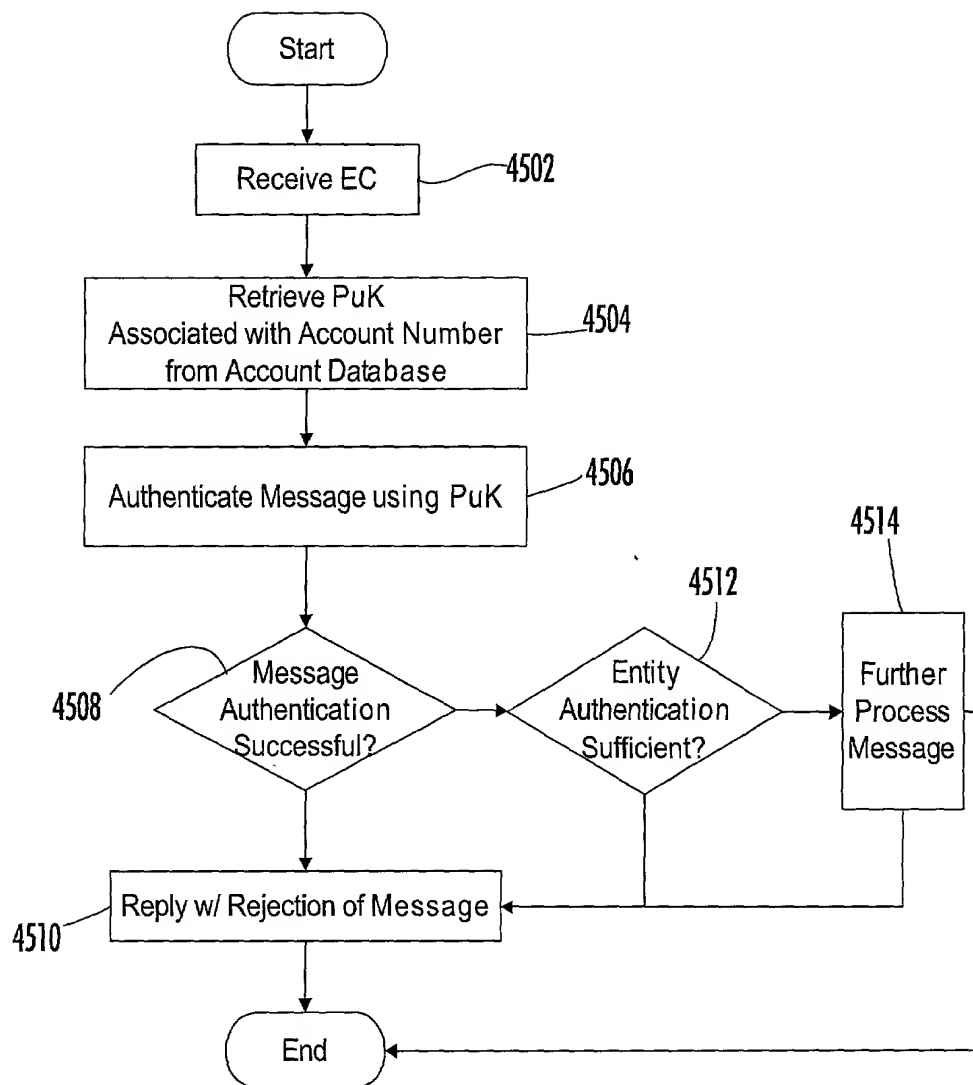 Start
Receive EC
4502
Retrieve PuK
Associated with Account Number
from Account Database
4504
Authenticate Message using PuK
4506
Message
Authentication
Successful?
4508
Entity
Authentication
Sufficient?
4512
Further
Process
Message
4514
Reply w/ Rejection of Message
4510
End